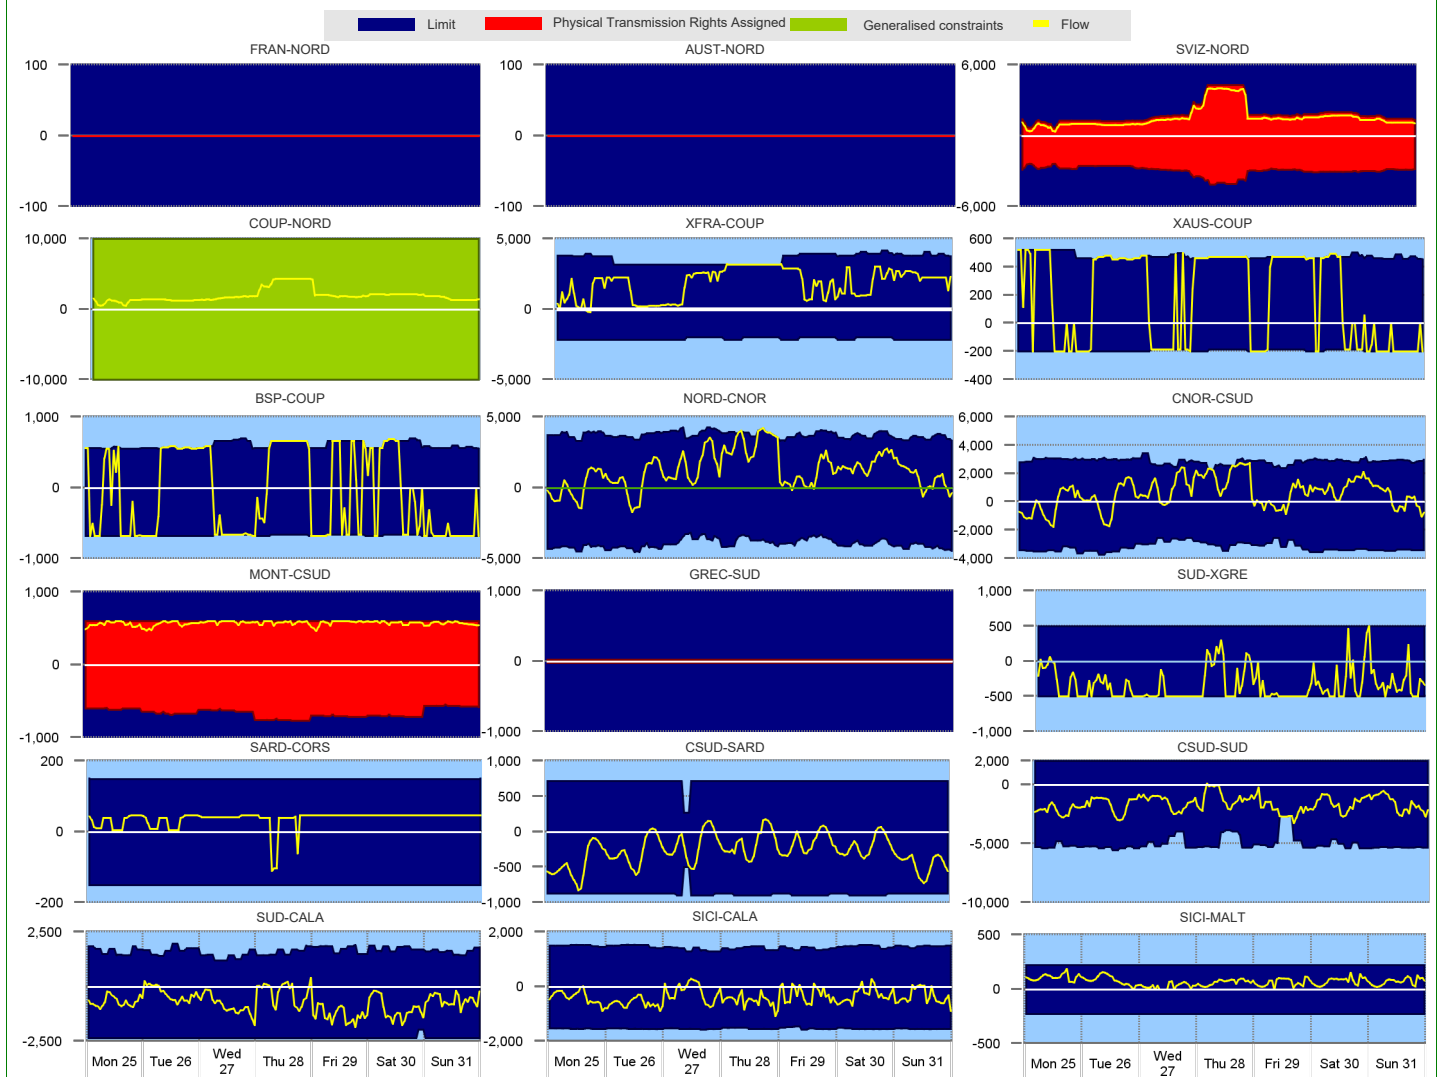 Limit Physical Transmission Rights Assigned Generalised constraints Flow
FRAN-NORD AUST-NORD SVIZ-NORD
100 100 6,000
0 0 0
-100 -100 -6,000
COUP-NORD XFRA-COUP XAUS-COUP
10,000 5,000 600
400
200
0 0 0
-200
-10,000 -5,000 -400
BSP-COUP NORD-CNOR CNOR-CSUD
1,000 5,000 6,000
4,000
2,000
0 0 0
-2,000
-1,000 -5,000 -4,000
MONT-CSUD GREC-SUD SUD-XGRE
1,000 1,000 1,000
500
0 0 0
-500
-1,000 -1,000 -1,000
SARD-CORS CSUD-SARD CSUD-SUD
200 1,000 2,000
500 0
0 0
-500 -5,000
-200 -1,000 -10,000
SUD-CALA SICI-CALA SICI-MALT
2,500 2,000 500
0 0
-2,500 -2,000 -500
Mon 25 Tue 26 Wed 27 Thu 28 Fri 29 Sat 30 Sun 31 Mon 25 Tue 26 Wed 27 Thu 28 Fri 29 Sat 30 Sun 31 Mon 25 Tue 26 Wed 27 Thu 28 Fri 29 Sat 30 Sun 31